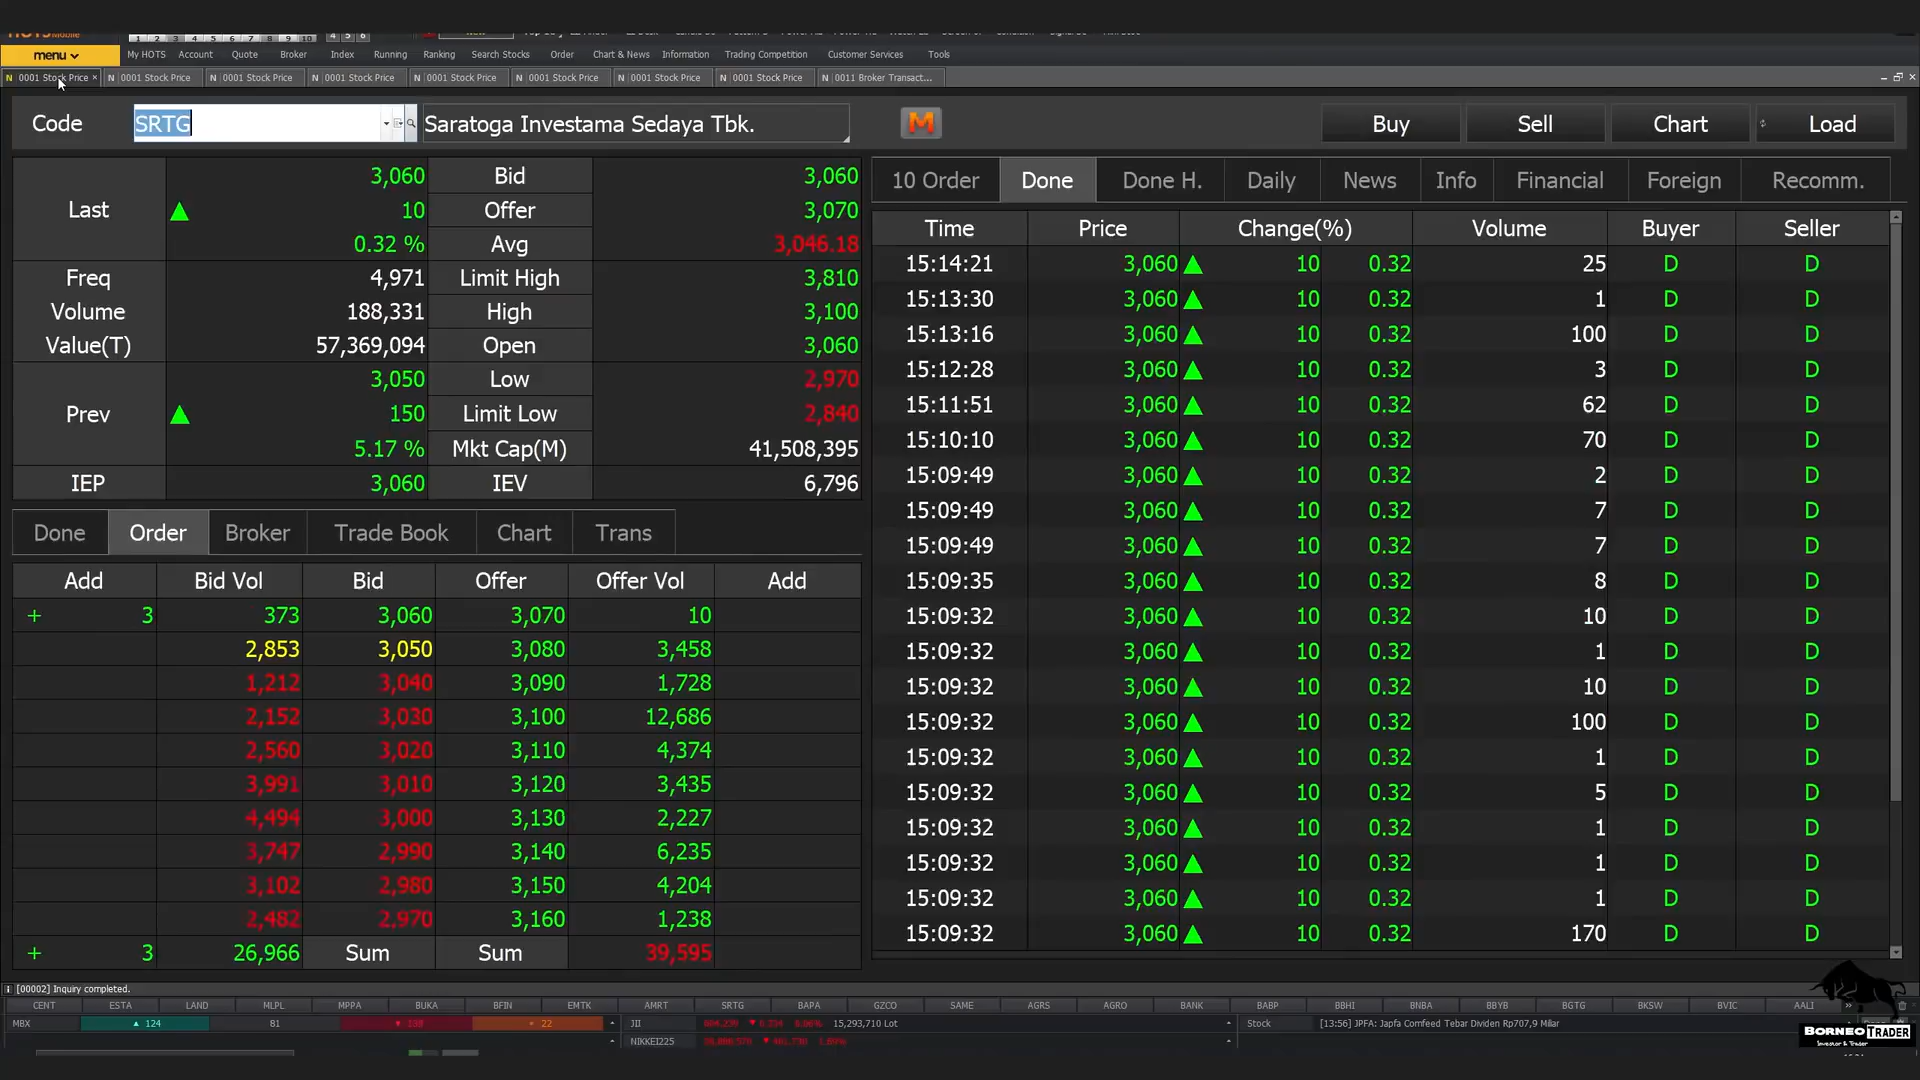 1 2 3 4 5 6 7 8 9 10 4 5 6
menu My HOTS Account Quote Broker Index Running Ranking Search Stocks Order Chart & News Information Trading Competition Customer Services Tools
N 0001 Stock Price × N 0001 Stock Price N 0001 Stock Price N 0001 Stock Price N 0001 Stock Price N 0001 Stock Price N 0001 Stock Price N 0001 Stock Price N 0011 Broker Transact...
Code SRTG Saratoga Investama Sedaya Tbk. Buy Sell Chart Load
Last 3,060 Bid 3,060
▲ 10 Offer 3,070
0.32 % Avg 3,046.18
Freq 4,971 Limit High 3,810
Volume 188,331 High 3,100
Value(T) 57,369,094 Open 3,060
Prev 3,050 Low 2,970
▲ 150 Limit Low 2,840
5.17 % Mkt Cap(M) 41,508,395
IEP 3,060 IEV 6,796
Done Order Broker Trade Book Chart Trans
Add Bid Vol Bid Offer Offer Vol Add
+ 3 373 3,060 3,070 10
2,853 3,050 3,080 3,458
1,212 3,040 3,090 1,728
2,152 3,030 3,100 12,686
2,560 3,020 3,110 4,374
3,991 3,010 3,120 3,435
4,494 3,000 3,130 2,227
3,747 2,990 3,140 6,235
3,102 2,980 3,150 4,204
2,482 2,970 3,160 1,238
+ 3 26,966 Sum Sum 39,595
10 Order Done Done H. Daily News Info Financial Foreign Recomm.
Time Price Change(%) Volume Buyer Seller
15:14:21 3,060 ▲ 10 0.32 25 D D
15:13:30 3,060 ▲ 10 0.32 1 D D
15:13:16 3,060 ▲ 10 0.32 100 D D
15:12:28 3,060 ▲ 10 0.32 3 D D
15:11:51 3,060 ▲ 10 0.32 62 D D
15:10:10 3,060 ▲ 10 0.32 70 D D
15:09:49 3,060 ▲ 10 0.32 2 D D
15:09:49 3,060 ▲ 10 0.32 7 D D
15:09:49 3,060 ▲ 10 0.32 7 D D
15:09:35 3,060 ▲ 10 0.32 8 D D
15:09:32 3,060 ▲ 10 0.32 10 D D
15:09:32 3,060 ▲ 10 0.32 1 D D
15:09:32 3,060 ▲ 10 0.32 10 D D
15:09:32 3,060 ▲ 10 0.32 100 D D
15:09:32 3,060 ▲ 10 0.32 1 D D
15:09:32 3,060 ▲ 10 0.32 5 D D
15:09:32 3,060 ▲ 10 0.32 1 D D
15:09:32 3,060 ▲ 10 0.32 1 D D
15:09:32 3,060 ▲ 10 0.32 1 D D
15:09:32 3,060 ▲ 10 0.32 170 D D
[00002] Inquiry completed.
CENT ESTA LAND MLPL MPPA BUKA BFIN EMTK AMRT SRTG BAPA GZCO SAME AGRS AGRO BANK BABP BBHI BNBA BBYB BGTG BKSW BVIC AALI
MBX ▲ 124 81 ▼ 22 JII 15,293,710 Lot Stock [13:56] JPFA: Japfa Comfeed Tebar Dividen Rp707,9 Miliar
NIKKEI225
BORNEO TRADER
Investor & Trader